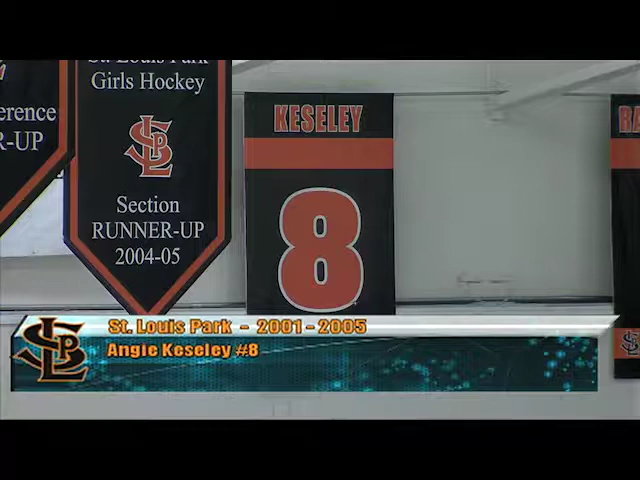 erence
R-UP
St. Louis Park
Girls Hockey
SLP
Section
RUNNER-UP
2004-05
KESELEY
8
RA
SLP
St. Louis Park - 2001 - 2005
Angie Keseley #8